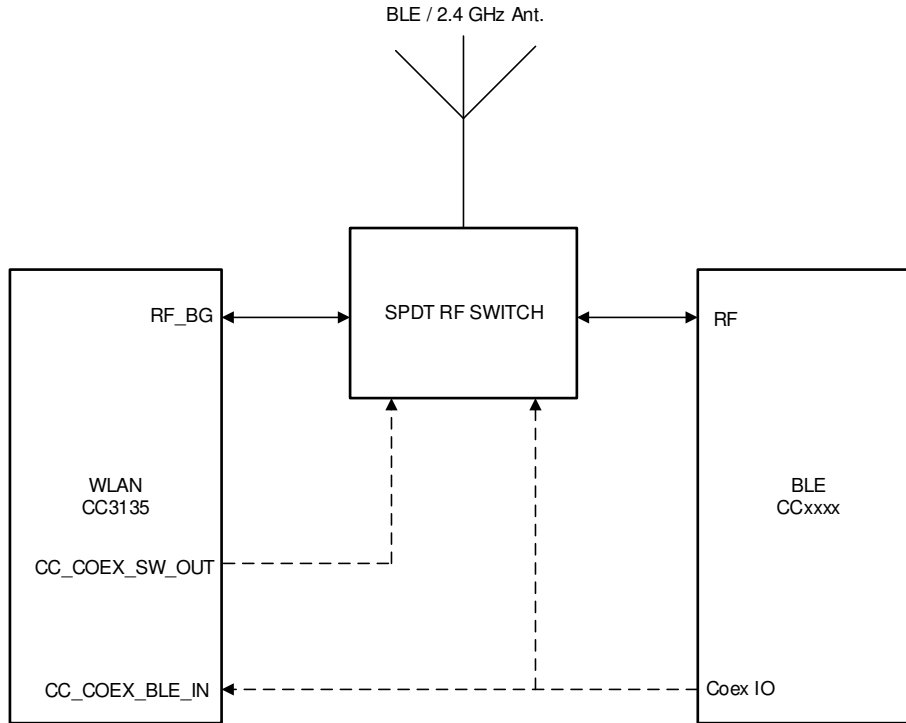 BLE / 2.4 GHz Ant.
RF_BG
SPDT RF SWITCH
RF
WLAN
CC3135
BLE
CCxxxx
CC_COEX_SW_OUT
CC_COEX_BLE_IN
Coex IO